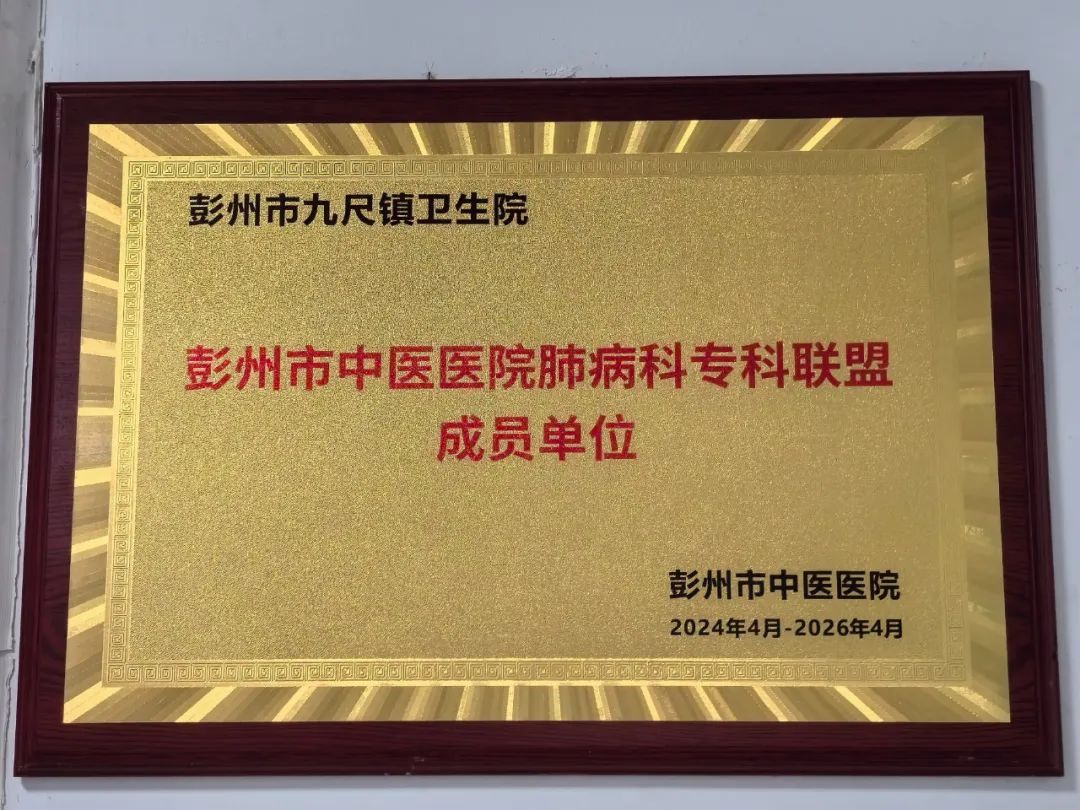 彭州市九尺镇卫生院
彭州市中医医院肺病科专科联盟
成员单位
彭州市中医医院
2024年4月-2026年4月